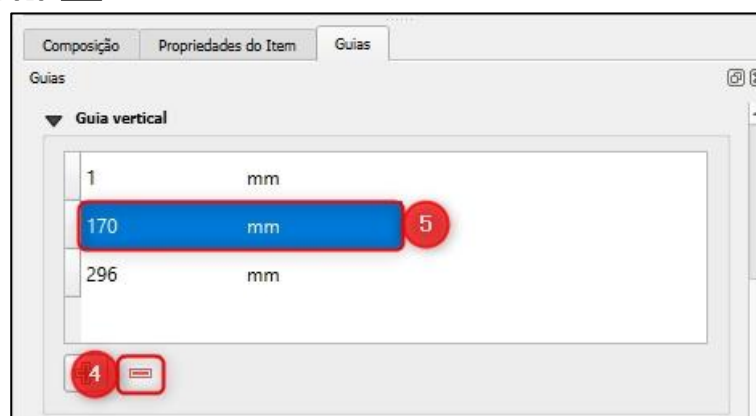 Composição Propriedades do Item Guias
Guias
Guia vertical
1 mm
170 mm 5
296 mm
4